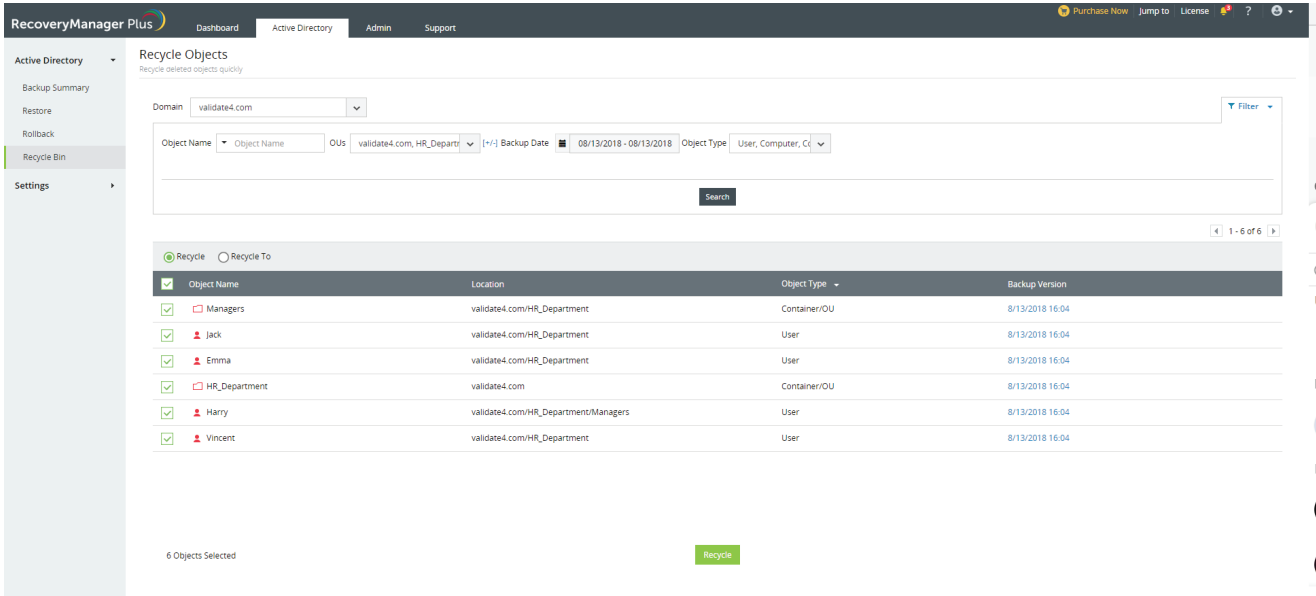 RecoveryManager Plus
Purchase Now Jump to License 3 ?
Dashboard Active Directory Admin Support
Active Directory
Backup Summary
Restore
Rollback
Recycle Bin
Settings
Recycle Objects
Recycle deleted objects quickly
Domain validate4.com
Filter
Object Name Object Name OUs validate4.com, HR_Departr [+/-] Backup Date 08/13/2018 - 08/13/2018 Object Type User, Computer, Cc
Search
1 - 6 of 6
Recycle Recycle To
Object Name Location Object Type Backup Version
Managers validate4.com/HR_Department Container/OU 8/13/2018 16:04
Jack validate4.com/HR_Department User 8/13/2018 16:04
Emma validate4.com/HR_Department User 8/13/2018 16:04
HR_Department validate4.com Container/OU 8/13/2018 16:04
Harry validate4.com/HR_Department/Managers User 8/13/2018 16:04
Vincent validate4.com/HR_Department User 8/13/2018 16:04
6 Objects Selected
Recycle